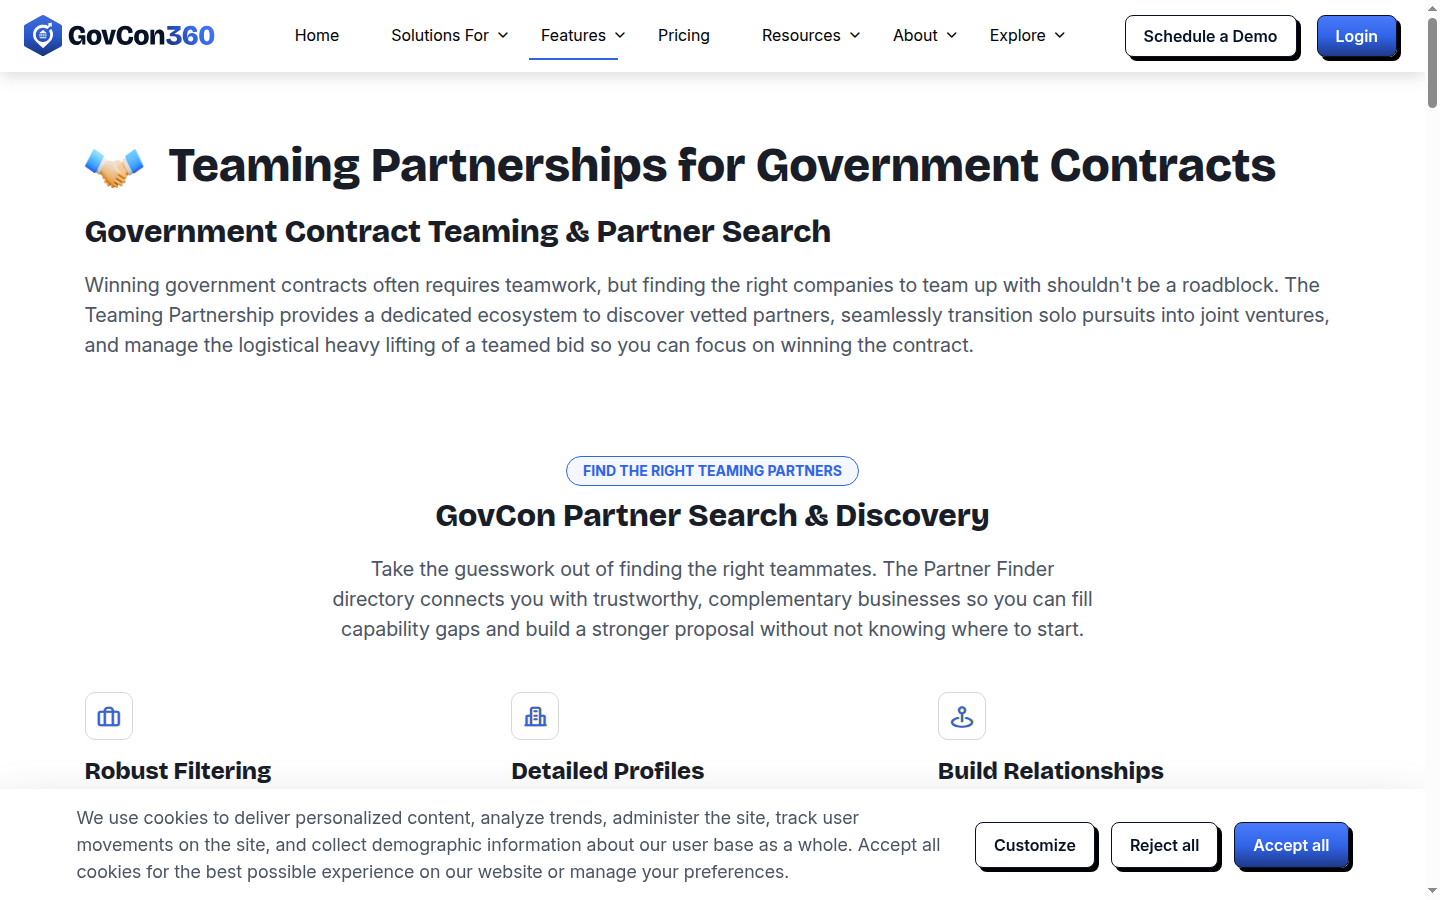 GovCon360
Home
Solutions For
Features
Pricing
Resources
About
Explore
Schedule a Demo
Login
Teaming Partnerships for Government Contracts
Government Contract Teaming & Partner Search
Winning government contracts often requires teamwork, but finding the right companies to team up with shouldn't be a roadblock. The
Teaming Partnership provides a dedicated ecosystem to discover vetted partners, seamlessly transition solo pursuits into joint ventures,
and manage the logistical heavy lifting of a teamed bid so you can focus on winning the contract.
FIND THE RIGHT TEAMING PARTNERS
GovCon Partner Search & Discovery
Take the guesswork out of finding the right teammates. The Partner Finder
directory connects you with trustworthy, complementary businesses so you can fill
capability gaps and build a stronger proposal without not knowing where to start.
Robust Filtering
Detailed Profiles
Build Relationships
We use cookies to deliver personalized content, analyze trends, administer the site, track user
movements on the site, and collect demographic information about our user base as a whole. Accept all
cookies for the best possible experience on our website or manage your preferences.
Customize
Reject all
Accept all